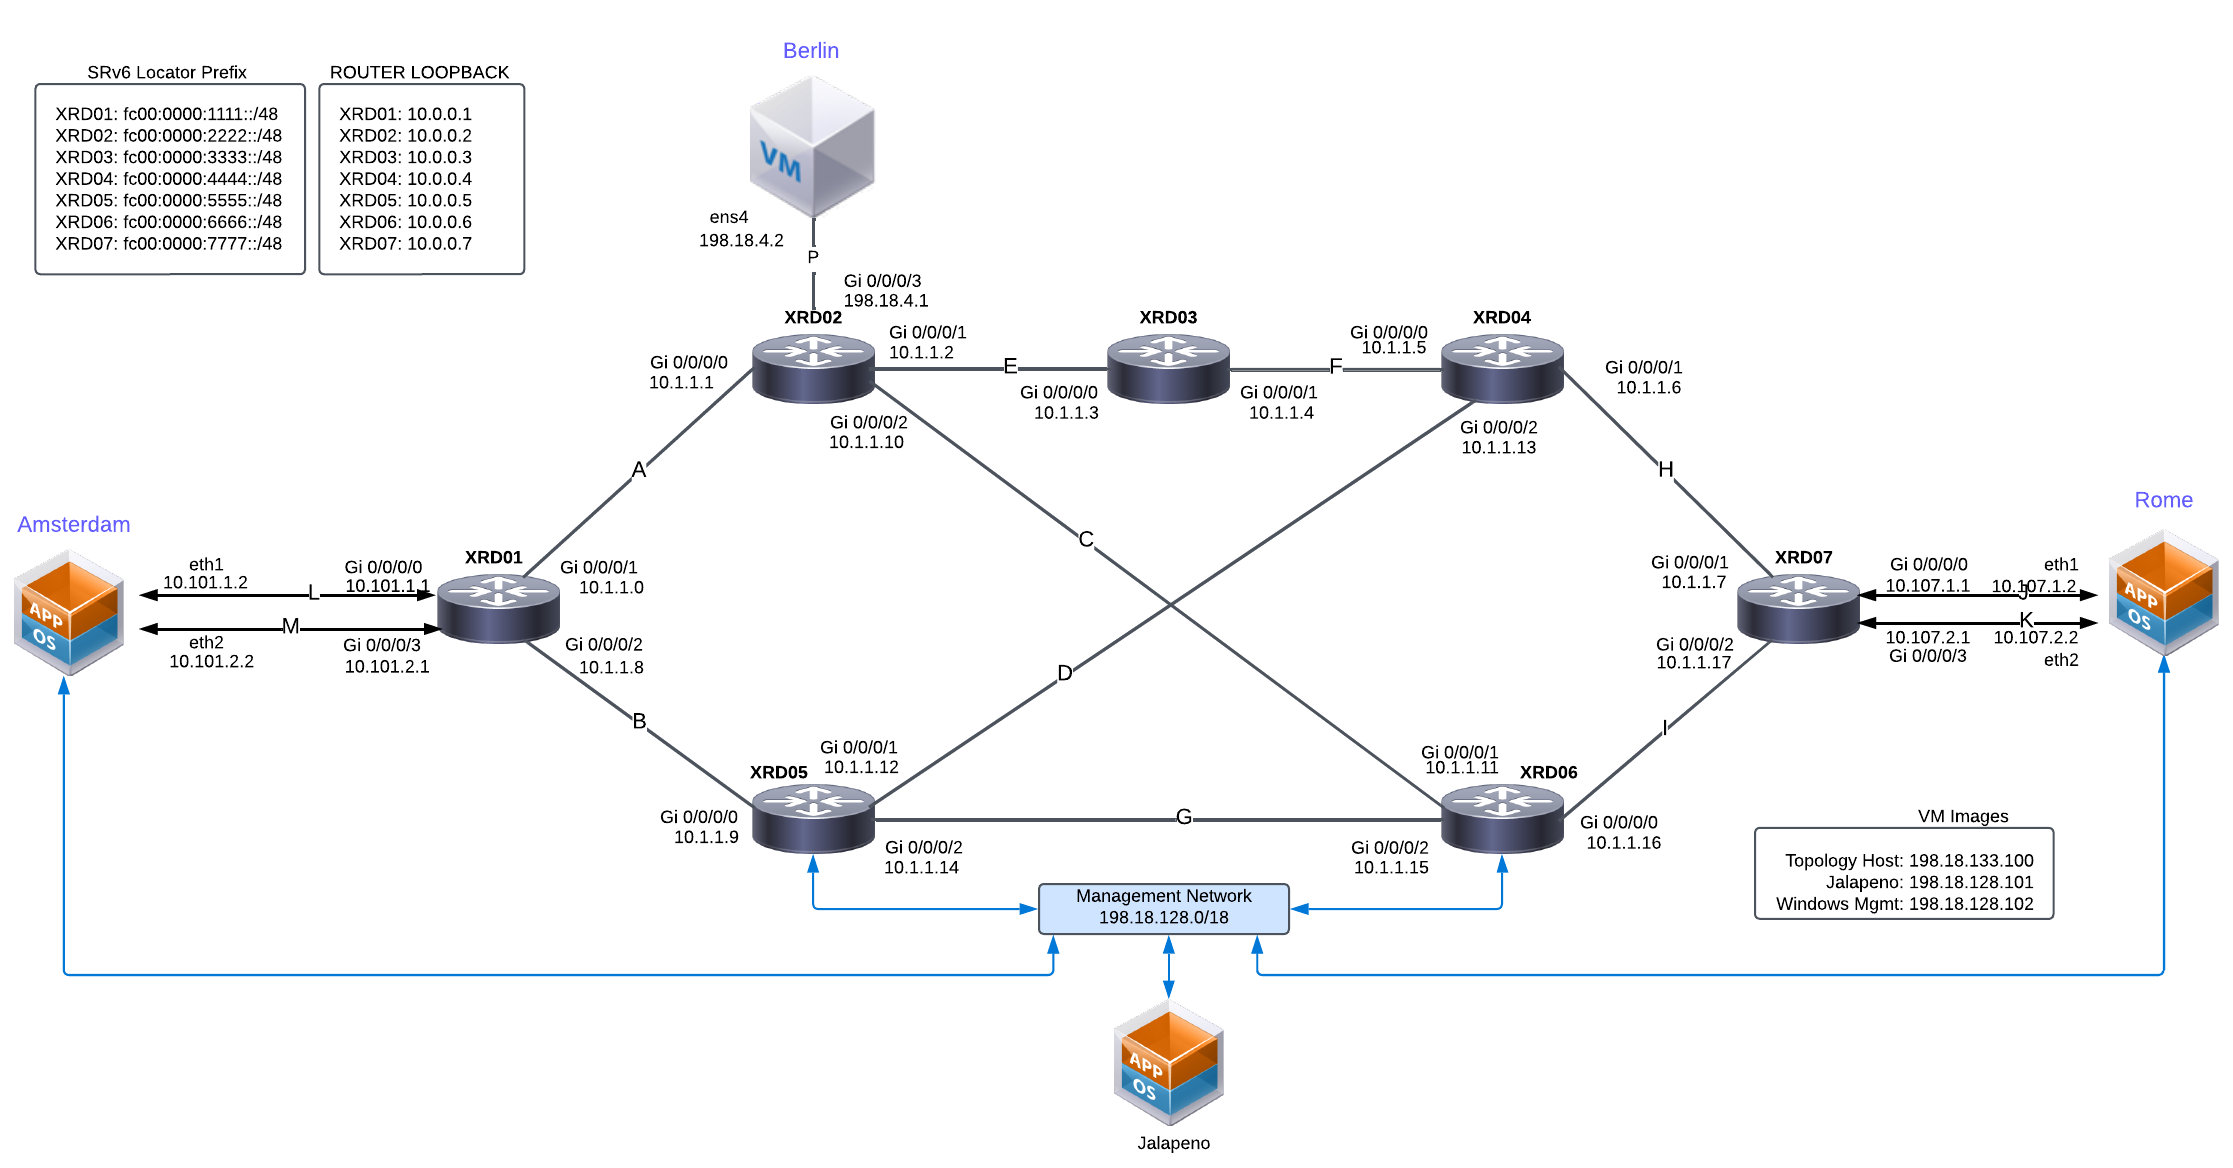 Berlin
SRv6 Locator Prefix
XRD01: fc00:0000:1111::/48
XRD02: fc00:0000:2222::/48
XRD03: fc00:0000:3333::/48
XRD04: fc00:0000:4444::/48
XRD05: fc00:0000:5555::/48
XRD06: fc00:0000:6666::/48
XRD07: fc00:0000:7777::/48
ROUTER LOOPBACK
XRD01: 10.0.0.1
XRD02: 10.0.0.2
XRD03: 10.0.0.3
XRD04: 10.0.0.4
XRD05: 10.0.0.5
XRD06: 10.0.0.6
XRD07: 10.0.0.7
VM
ens4
198.18.4.2
P
Gi 0/0/0/3
198.18.4.1
XRD02
Gi 0/0/0/1
10.1.1.2
Gi 0/0/0/0
10.1.1.1
Gi 0/0/0/2
10.1.1.10
E
XRD03
Gi 0/0/0/0
10.1.1.3
Gi 0/0/0/1
10.1.1.4
F
XRD04
Gi 0/0/0/0
10.1.1.5
Gi 0/0/0/1
10.1.1.6
Gi 0/0/0/2
10.1.1.13
A
C
H
Amsterdam
APP
OS
eth1
10.101.1.2
L
Gi 0/0/0/0
10.101.1.1
M
eth2
10.101.2.2
Gi 0/0/0/3
10.101.2.1
XRD01
Gi 0/0/0/1
10.1.1.0
Gi 0/0/0/2
10.1.1.8
Rome
APP
OS
XRD07
Gi 0/0/0/1
10.1.1.7
Gi 0/0/0/2
10.1.1.17
Gi 0/0/0/0
10.107.1.1
eth1
10.107.1.2
J
K
10.107.2.1
Gi 0/0/0/3
10.107.2.2
eth2
B
D
I
XRD05
Gi 0/0/0/1
10.1.1.12
Gi 0/0/0/0
10.1.1.9
Gi 0/0/0/2
10.1.1.14
G
XRD06
Gi 0/0/0/1
10.1.1.11
Gi 0/0/0/2
10.1.1.15
Gi 0/0/0/0
10.1.1.16
VM Images
Topology Host: 198.18.133.100
Jalapeno: 198.18.128.101
Windows Mgmt: 198.18.128.102
Management Network
198.18.128.0/18
APP
OS
Jalapeno